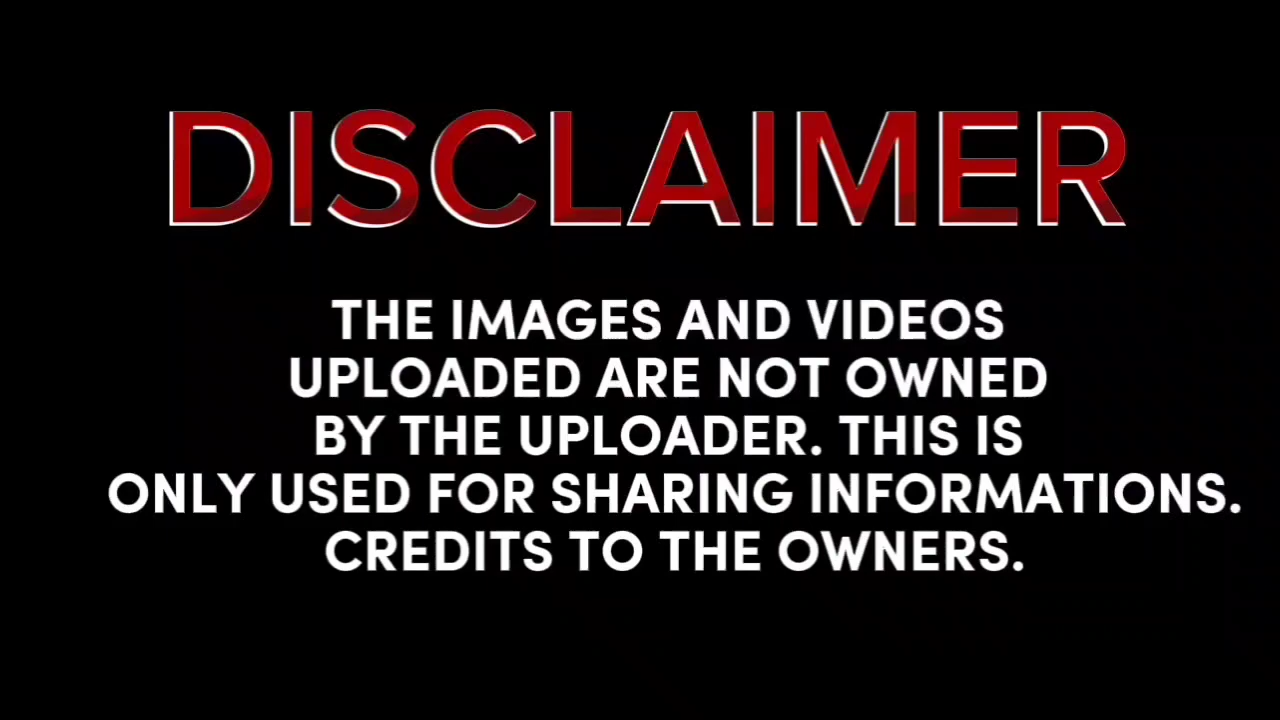 DISCLAIMER
THE IMAGES AND VIDEOS
UPLOADED ARE NOT OWNED
BY THE UPLOADER. THIS IS
ONLY USED FOR SHARING INFORMATIONS.
CREDITS TO THE OWNERS.